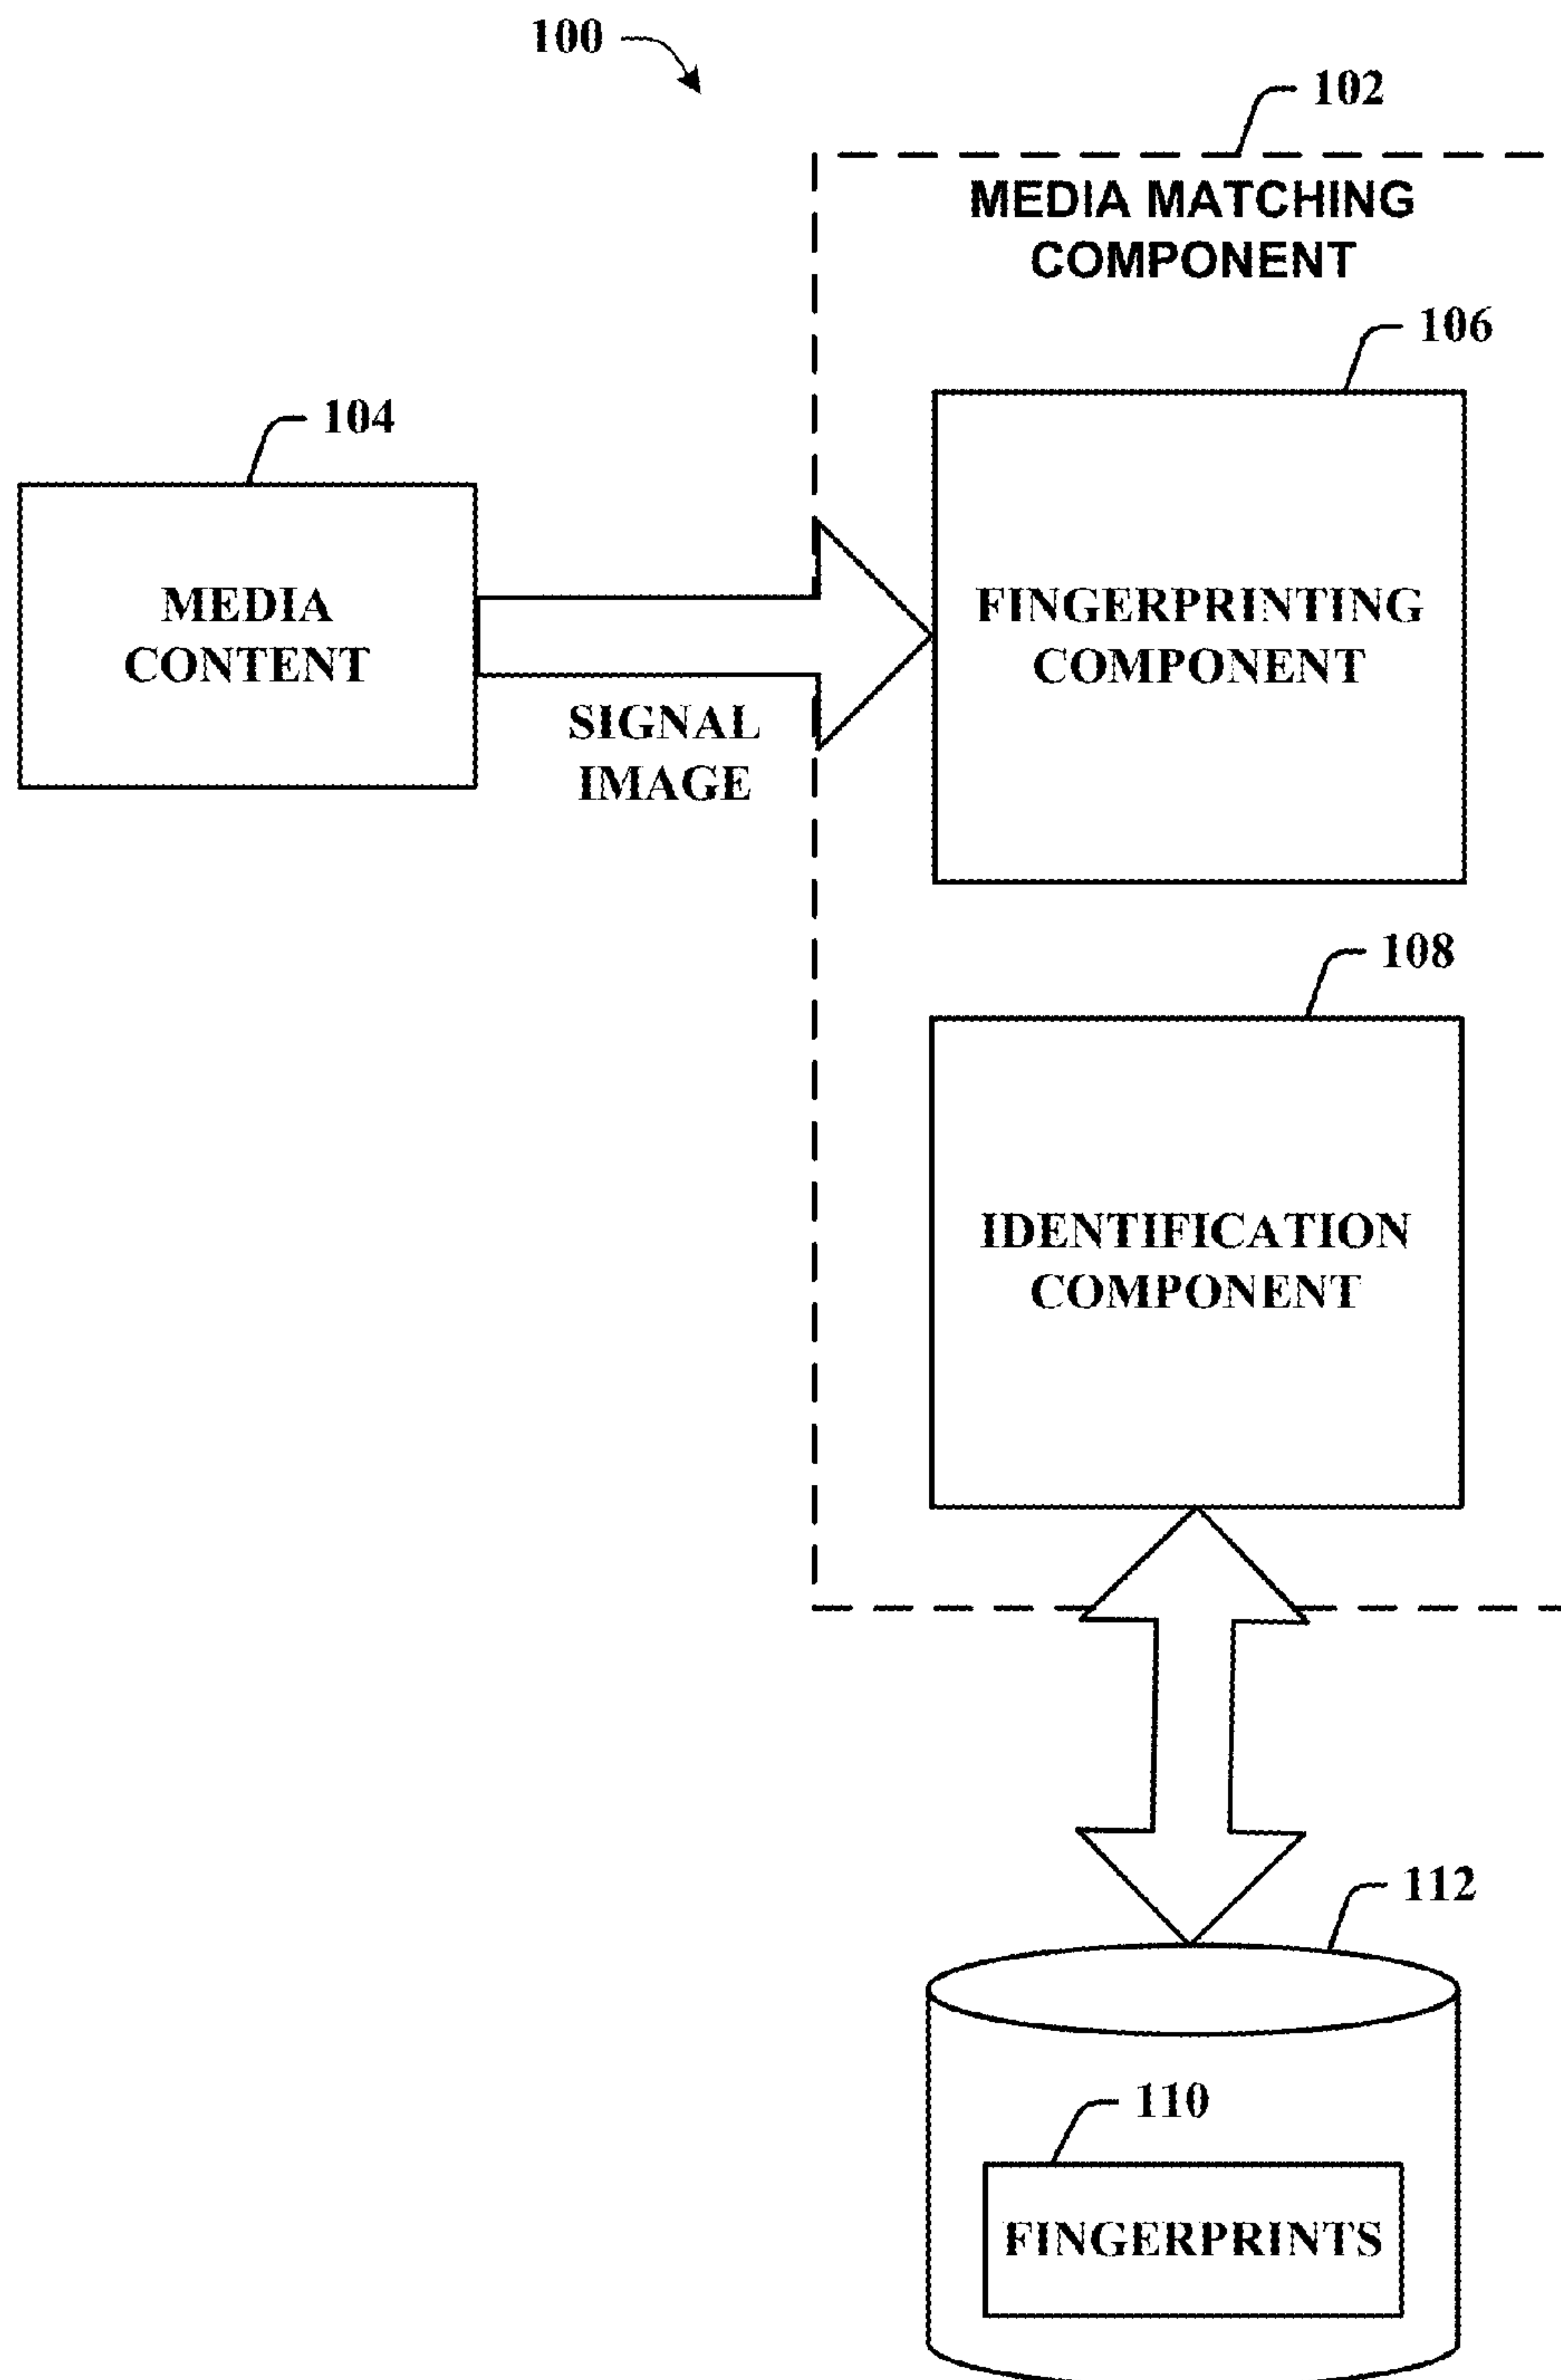 100
102
MEDIA MATCHING
COMPONENT
106
104
MEDIA
CONTENT
FINGERPRINTING
COMPONENT
SIGNAL
IMAGE
108
IDENTIFICATION
COMPONENT
112
110
FINGERPRINTS